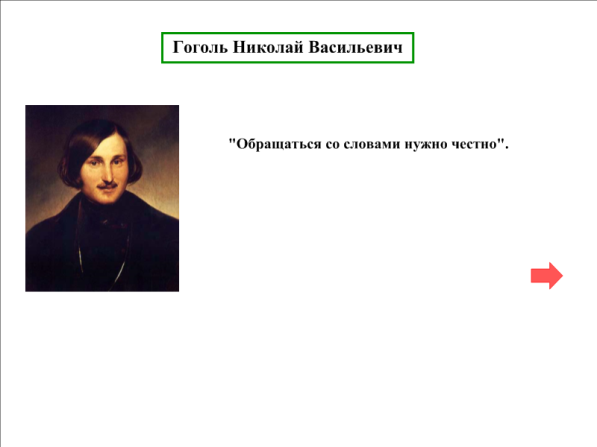 Гоголь Николай Васильевич
"Обращаться со словами нужно честно".